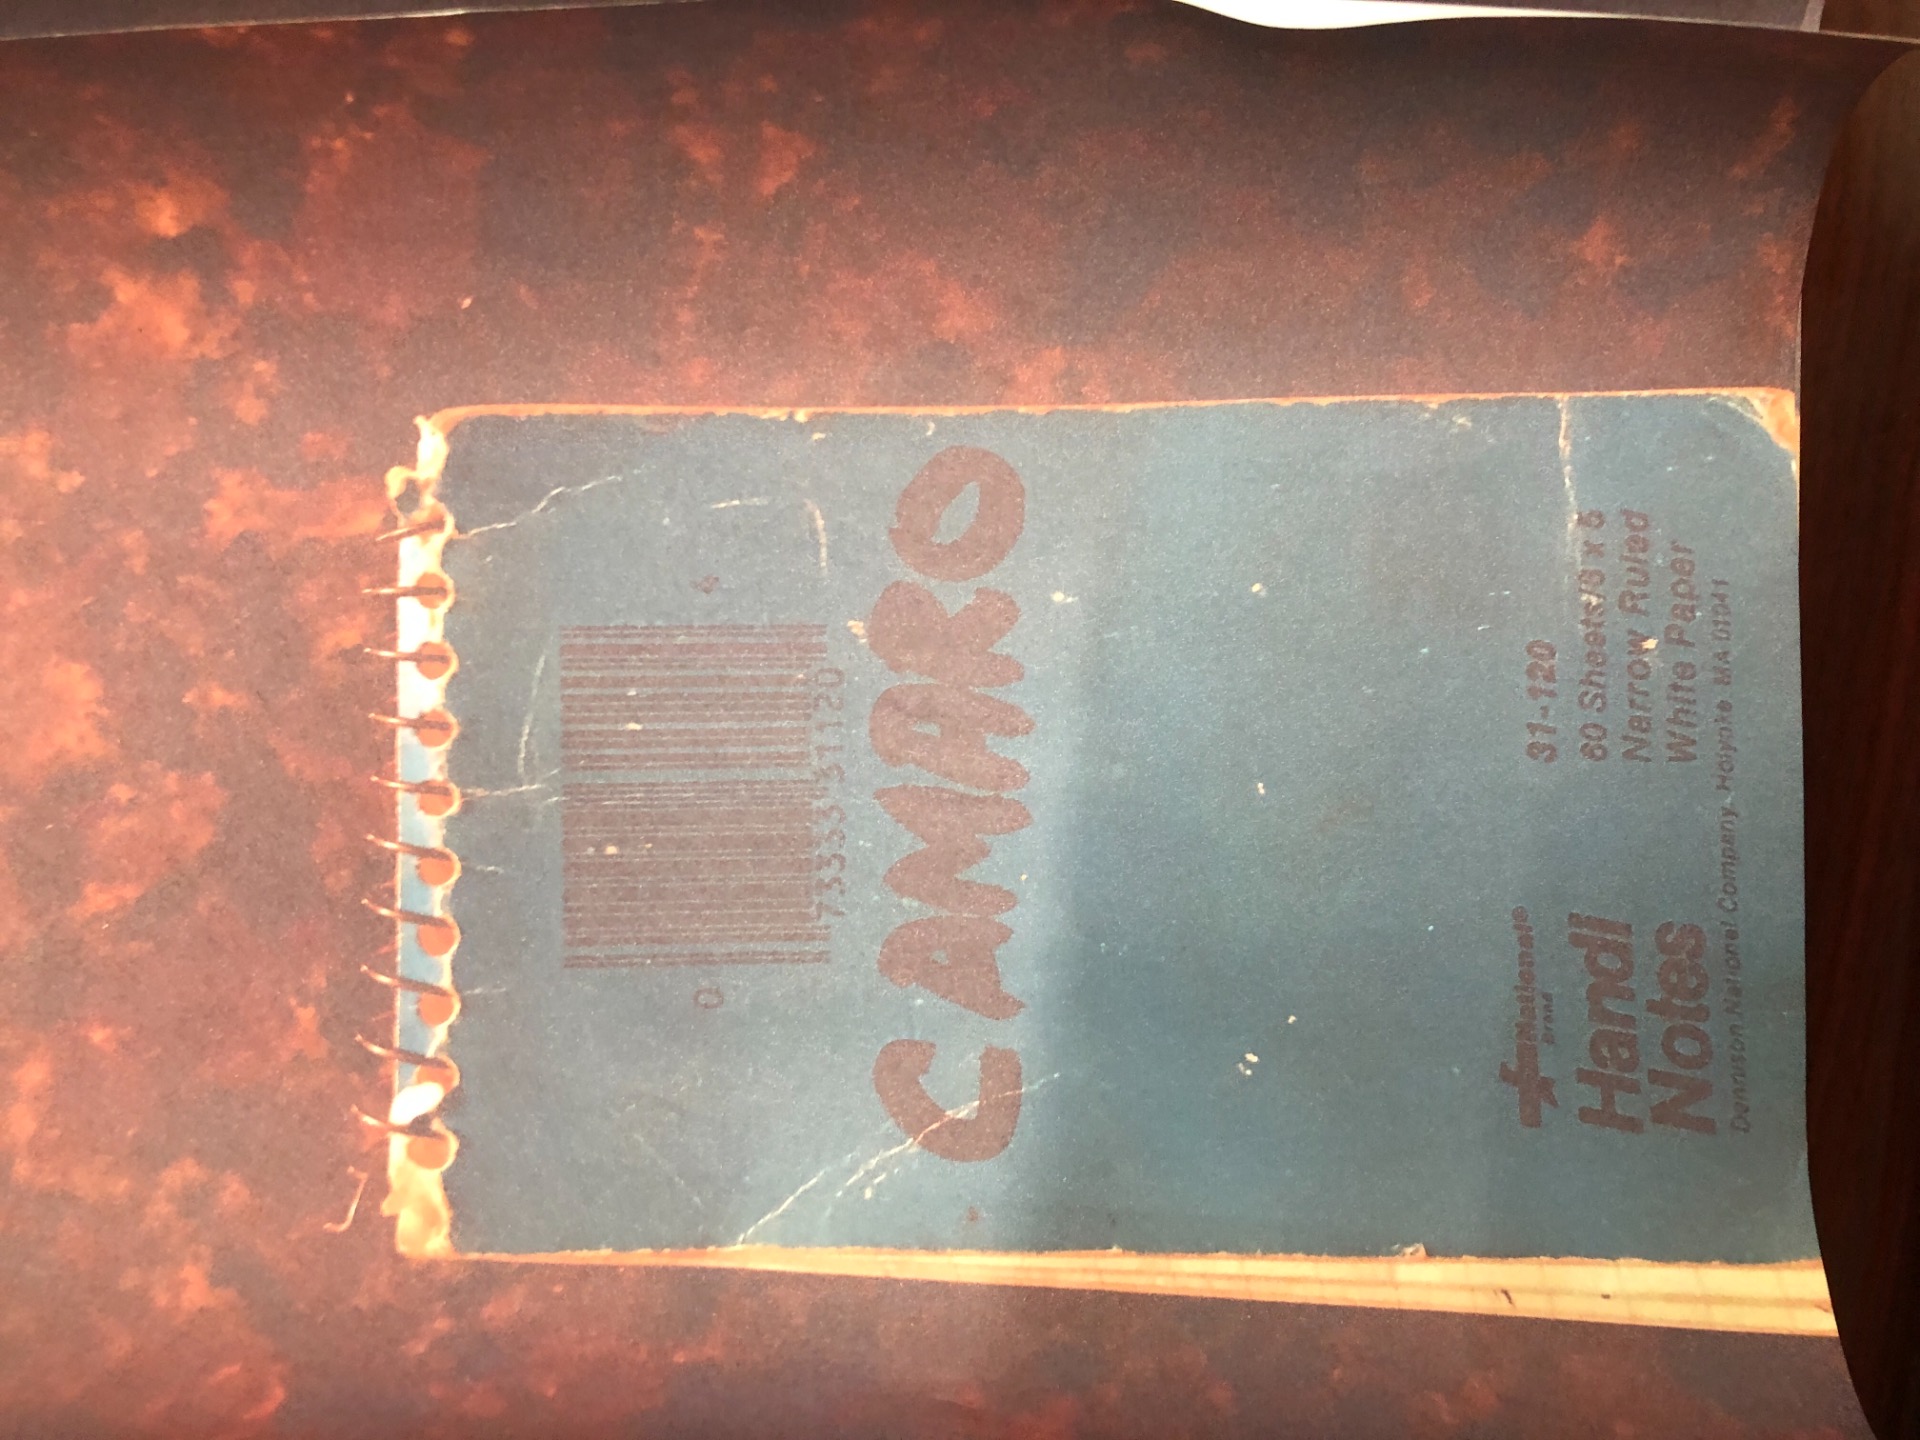 0 73333 31120 4
CAMARO
National®
brand
Handi
Notes
31-120
60 Sheets/3 x 5
Narrow Ruled
White Paper
Dennison National Company, Holyoke MA 01041